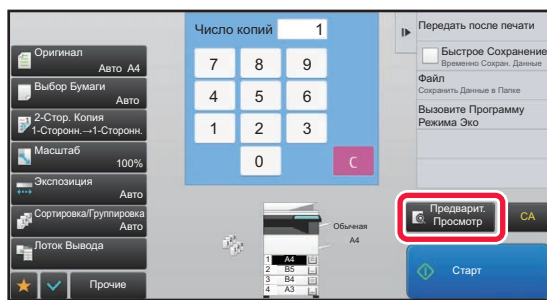 Оригинал
Авто A4
Выбор Бумаги
Авто
2-Стор. Копия
1-Сторонн.→1-Сторонн.
Масштаб
100%
Экспозиция
Авто
Сортировка/Группировка
Авто
Лоток Вывода
Прочие
Число копий
1
7 8 9
4 5 6
1 2 3
0 C
Обычная
A4
1 A4
2 B5
3 B4
4 A3
Передать после печати
Быстрое Сохранение
Временно Сохран. Данные
Файл
Сохранить Данные в Папке
Вызовите Программу
Режима Эко
Предварит.
Просмотр
CA
Старт